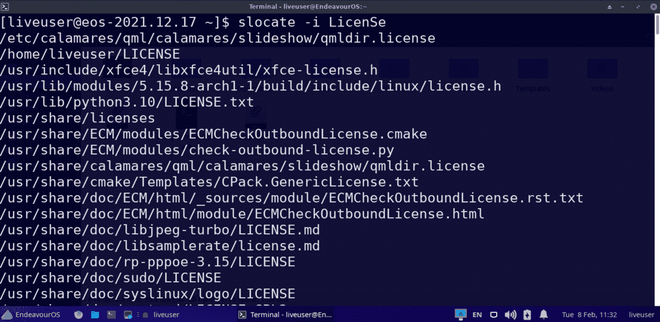 Terminal - liveuser@EndeavourOS:~
[liveuser@eos-2021.12.17 ~]$ slocate -i LicenSe
/etc/calamares/qml/calamares/slideshow/qmldir.license
/home/liveuser/LICENSE
/usr/include/xfce4/libxfce4util/xfce-license.h
/usr/lib/modules/5.15.8-arch1-1/build/include/linux/license.h
/usr/lib/python3.10/LICENSE.txt
/usr/share/licenses
/usr/share/ECM/modules/ECMCheckOutboundLicense.cmake
/usr/share/ECM/modules/check-outbound-license.py
/usr/share/calamares/qml/calamares/slideshow/qmldir.license
/usr/share/cmake/Templates/CPack.GenericLicense.txt
/usr/share/doc/ECM/html/_sources/module/ECMCheckOutboundLicense.rst.txt
/usr/share/doc/ECM/html/module/ECMCheckOutboundLicense.html
/usr/share/doc/libjpeg-turbo/LICENSE.md
/usr/share/doc/libsamplerate/license.md
/usr/share/doc/rp-pppoe-3.15/LICENSE
/usr/share/doc/sudo/LICENSE
/usr/share/doc/syslinux/logo/LICENSE
EndeavourOS liveuser Terminal - liveuser@En... EN Tue 8 Feb, 11:32 liveuser